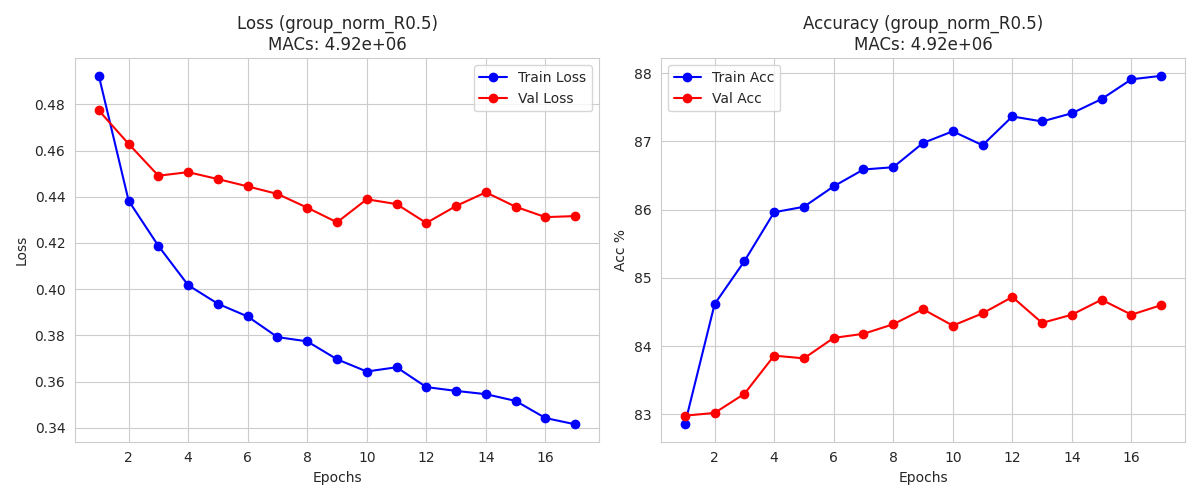 Loss (group_norm_R0.5)
MACs: 4.92e+06
Train Loss
Val Loss
0.48
0.46
0.44
0.42
0.40
0.38
0.36
0.34
Loss
2 4 6 8 10 12 14 16
Epochs
Accuracy (group_norm_R0.5)
MACs: 4.92e+06
Train Acc
Val Acc
88
87
86
85
84
83
Acc %
2 4 6 8 10 12 14 16
Epochs